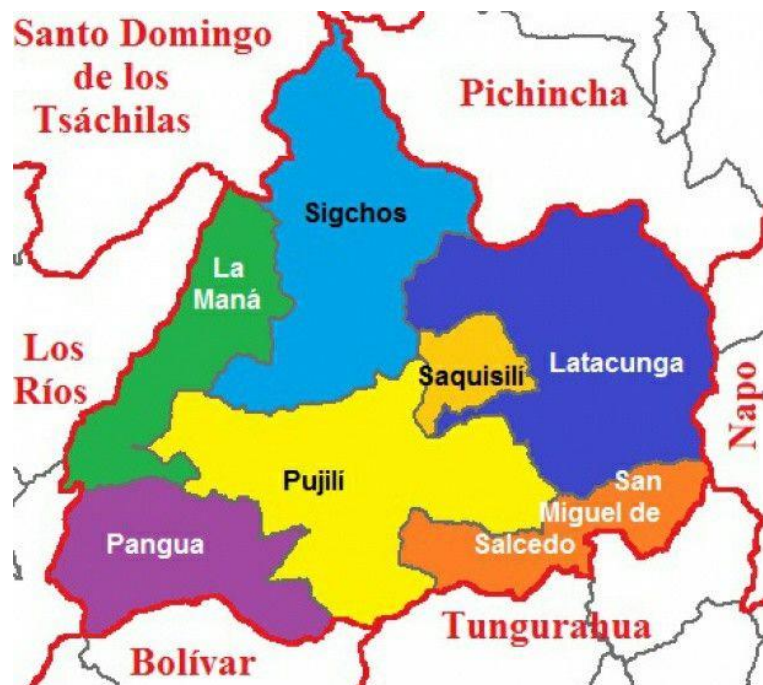 Santo Domingo
de los
Tsáchilas
Pichincha
Sigchos
La
Maná
Los
Ríos
Saquisilí
Latacunga
Napo
Pujilí
San
Miguel de
Salcedo
Pangua
Tungurahua
Bolívar